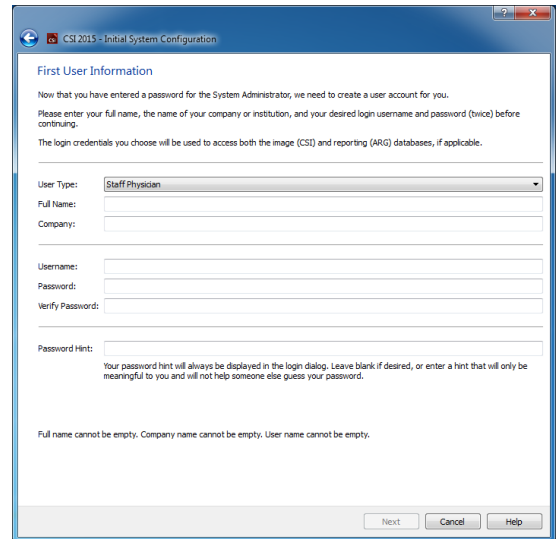 CSI 2015 - Initial System Configuration
First User Information
Now that you have entered a password for the System Administrator, we need to create a user account for you.
Please enter your full name, the name of your company or institution, and your desired login username and password (twice) before
continuing.
The login credentials you choose will be used to access both the image (CSI) and reporting (ARG) databases, if applicable.
User Type: Staff Physician
Full Name:
Company:
Username:
Password:
Verify Password:
Password Hint:
Your password hint will always be displayed in the login dialog. Leave blank if desired, or enter a hint that will only be
meaningful to you and will not help someone else guess your password.
Full name cannot be empty. Company name cannot be empty. User name cannot be empty.
Next Cancel Help